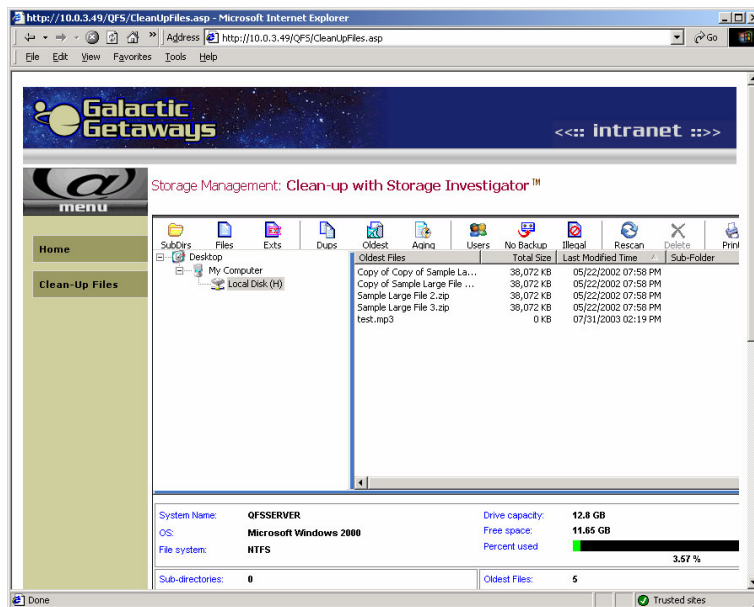 http://10.0.3.49/QFS/CleanUpFiles.asp - Microsoft Internet Explorer
Address http://10.0.3.49/QFS/CleanUpFiles.asp Go
File Edit View Favorites Tools Help
Galactic
Getaways
<<:: intranet ::>>
@
menu
Home
Clean-Up Files
Storage Management: Clean-up with Storage Investigator™
SubDirs Files Exts Dups Oldest Aging Users No Backup Illegal Rescan Delete Print
Desktop
My Computer
Local Disk (H)
Oldest Files Total Size Last Modified Time Sub-Folder
Copy of Copy of Sample La... 38,072 KB 05/22/2002 07:58 PM
Copy of Sample Large File ... 38,072 KB 05/22/2002 07:58 PM
Sample Large File 2.zip 38,072 KB 05/22/2002 07:58 PM
Sample Large File 3.zip 38,072 KB 05/22/2002 07:58 PM
test.mp3 0 KB 07/31/2003 02:19 PM
System Name: QFSSERVER Drive capacity: 12.8 GB
OS: Microsoft Windows 2000 Free space: 11.65 GB
File system: NTFS Percent used
3.57 %
Sub-directories: 0 Oldest Files: 5
Done Trusted sites